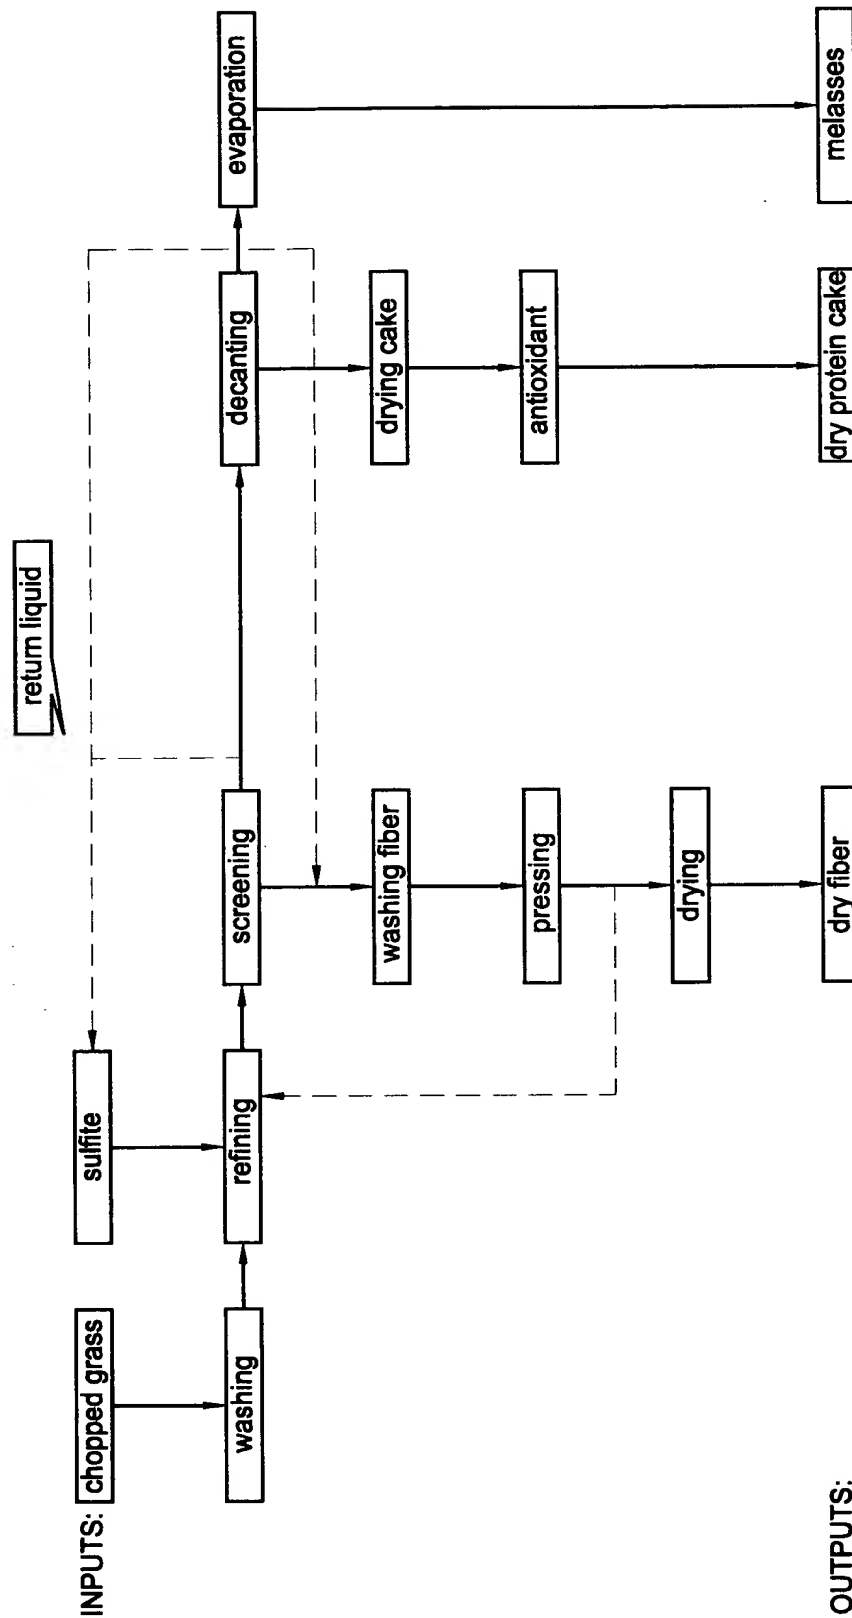 return liquid
INPUTS:
chopped grass
sulfite
washing
refining
screening
decanting
evaporation
washing fiber
drying cake
pressing
antioxidant
drying
OUTPUTS:
dry fiber
dry protein cake
melasses